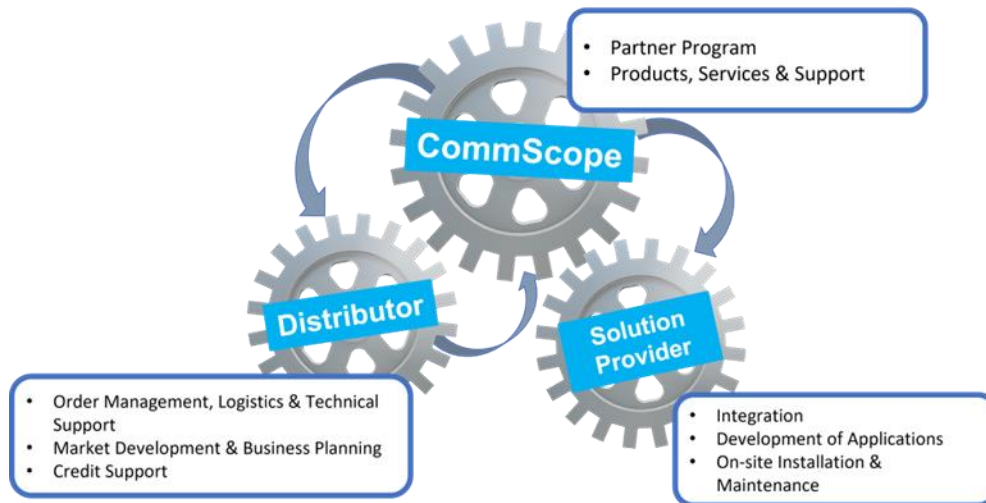 Partner Program
Products, Services & Support
CommScope
Distributor
Solution
Provider
Order Management, Logistics & Technical
Support
Market Development & Business Planning
Credit Support
Integration
Development of Applications
On-site Installation &
Maintenance